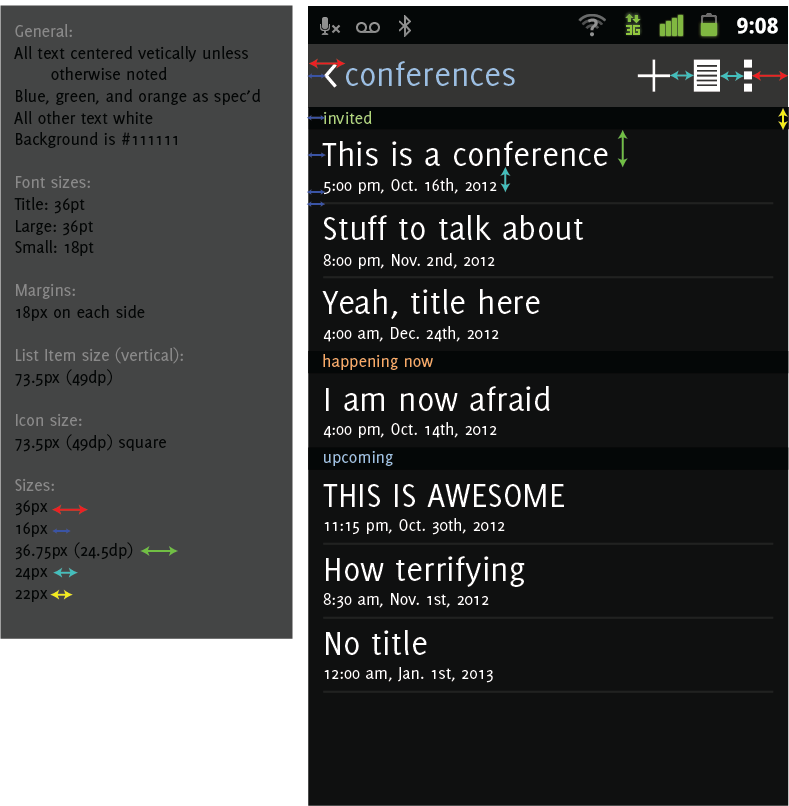 General:
All text centered vetically unless
otherwise noted
Blue, green, and orange as spec'd
All other text white
Background is #111111
Font sizes:
Title: 36pt
Large: 36pt
Small: 18pt
Margins:
18px on each side
List Item size (vertical):
73.5px (49dp)
Icon size:
73.5px (49dp) square
Sizes:
36px
16px
36.75px (24.5dp)
24px
22px
3G
9:08
conferences
invited
This is a conference
5:00 pm, Oct. 16th, 2012
Stuff to talk about
8:00 pm, Nov. 2nd, 2012
Yeah, title here
4:00 am, Dec. 24th, 2012
happening now
I am now afraid
4:00 pm, Oct. 14th, 2012
upcoming
THIS IS AWESOME
11:15 pm, Oct. 30th, 2012
How terrifying
8:30 am, Nov. 1st, 2012
No title
12:00 am, Jan. 1st, 2013